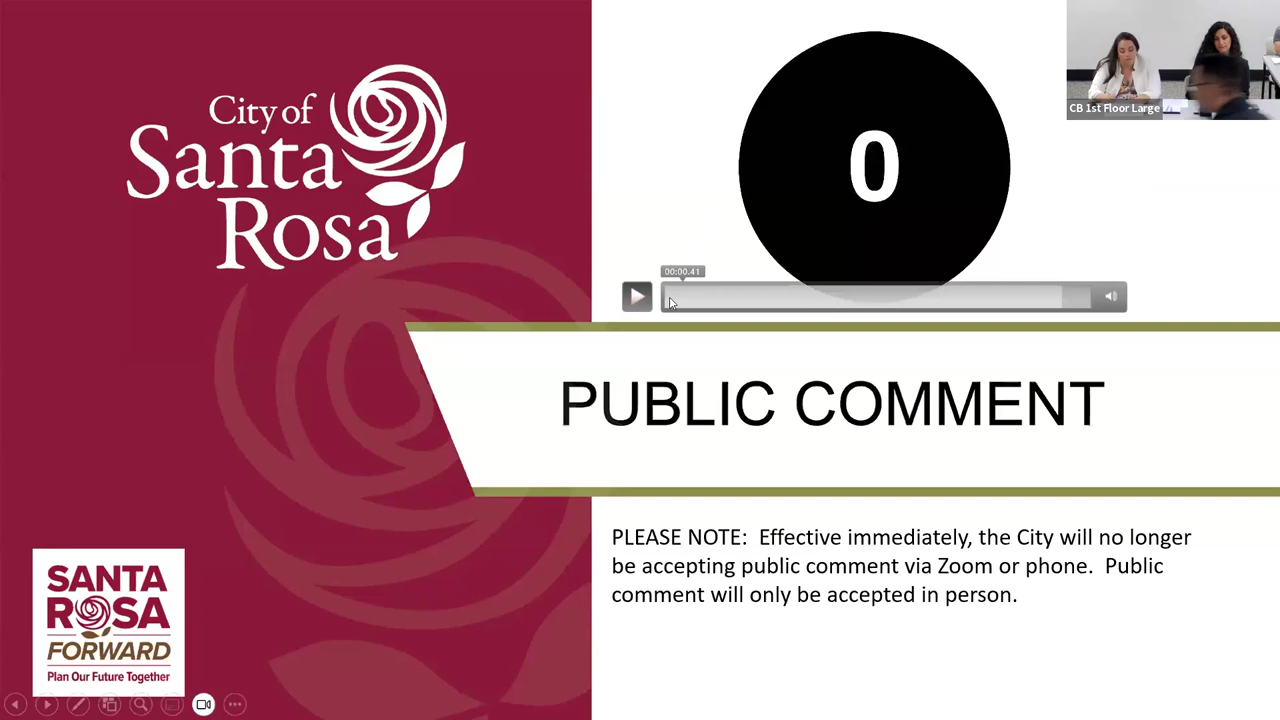 City of
Santa
Rosa
0
CB 1st Floor Large
00:00.41
PUBLIC COMMENT
PLEASE NOTE:  Effective immediately, the City will no longer
be accepting public comment via Zoom or phone.  Public
comment will only be accepted in person.
SANTA
ROSA
FORWARD
Plan Our Future Together